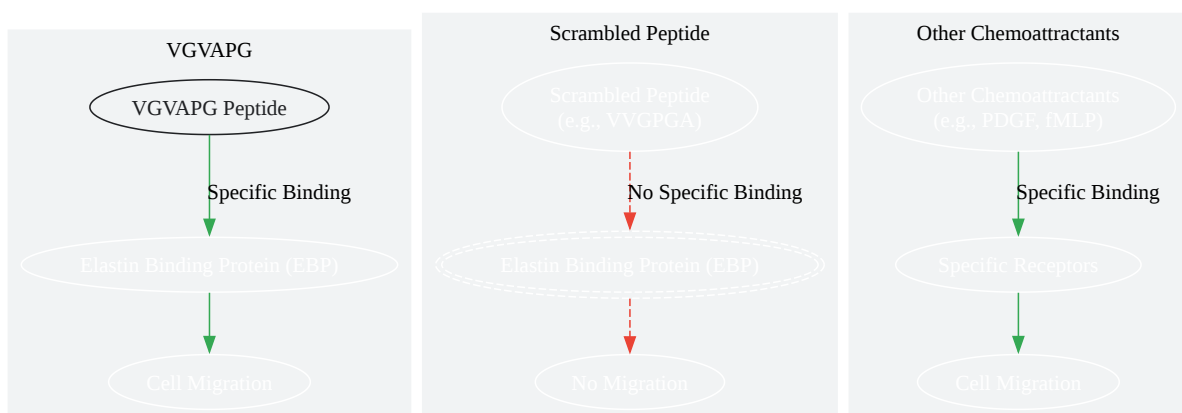 VGVAPG
VGVAPG Peptide
Specific Binding
Elastin Binding Protein (EBP)
Cell Migration
Scrambled Peptide
Scrambled Peptide
(e.g., VVGPGA)
No Specific Binding
Elastin Binding Protein (EBP)
No Migration
Other Chemoattractants
Other Chemoattractants
(e.g., PDGF, fMLP)
Specific Binding
Specific Receptors
Cell Migration